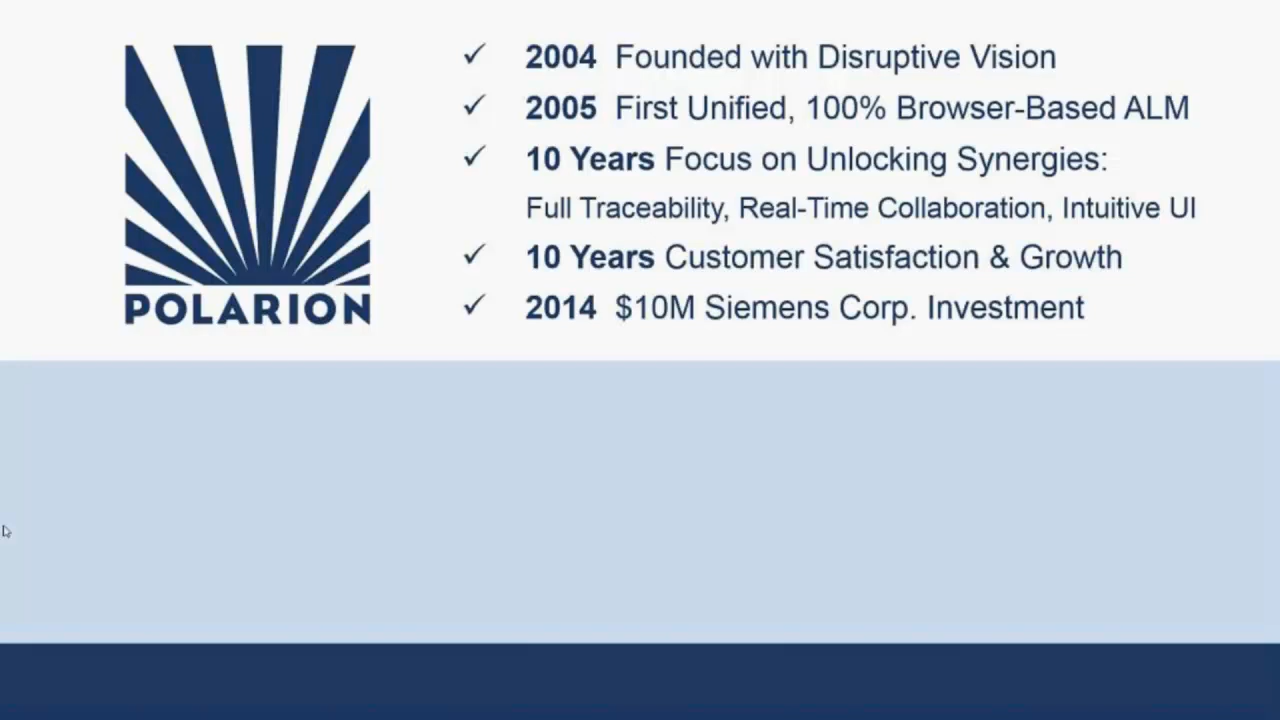 POLARION
✓ 2004 Founded with Disruptive Vision
✓ 2005 First Unified, 100% Browser-Based ALM
✓ 10 Years Focus on Unlocking Synergies:
Full Traceability, Real-Time Collaboration, Intuitive UI
✓ 10 Years Customer Satisfaction & Growth
✓ 2014 $10M Siemens Corp. Investment